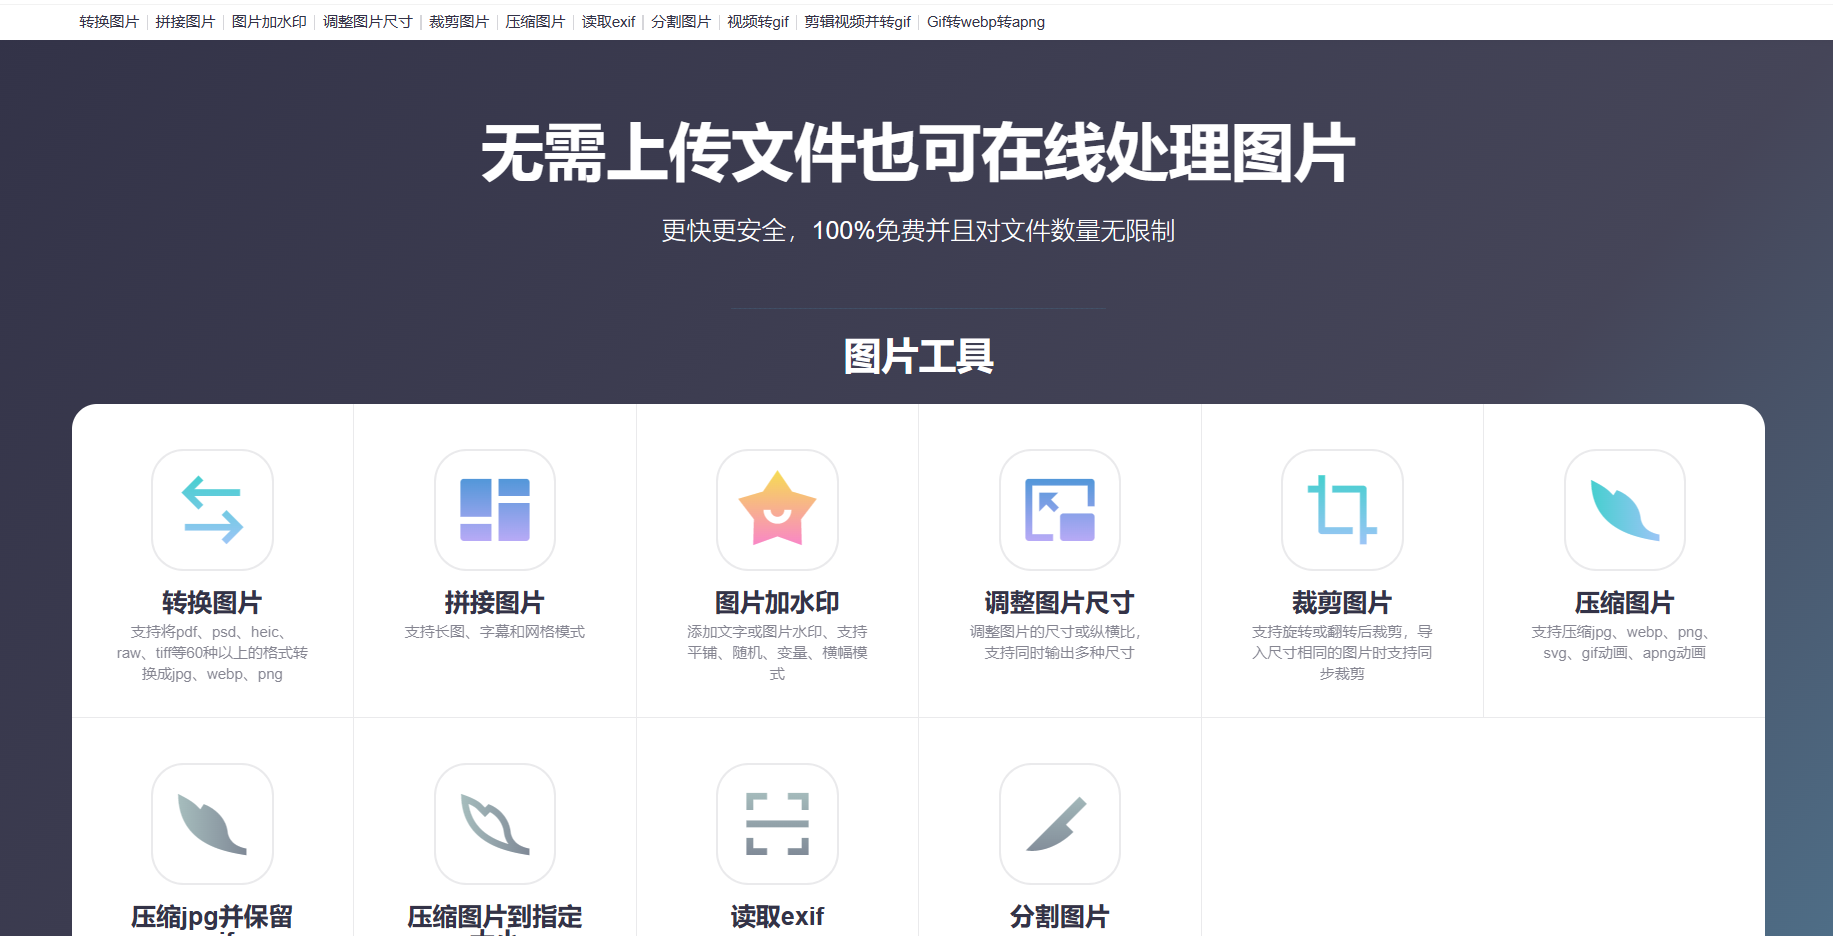 转换图片 拼接图片 图片加水印 调整图片尺寸 裁剪图片 压缩图片 读取exif 分割图片 视频转gif 剪辑视频并转gif Gif转webp转apng
无需上传文件也可在线处理图片
更快更安全，100%免费并且对文件数量无限制
图片工具
转换图片
支持将pdf、psd、heic、
raw、tiff等60种以上的格式转
换成jpg、webp、png
拼接图片
支持长图、字幕和网格模式
图片加水印
添加文字或图片水印、支持
平铺、随机、变量、横幅模
式
调整图片尺寸
调整图片的尺寸或纵横比，
支持同时输出多种尺寸
裁剪图片
支持旋转或翻转后裁剪，导
入尺寸相同的图片时支持同
步裁剪
压缩图片
支持压缩jpg、webp、png、
svg、gif动画、apng动画
压缩jpg并保留
压缩图片到指定
读取exif
分割图片